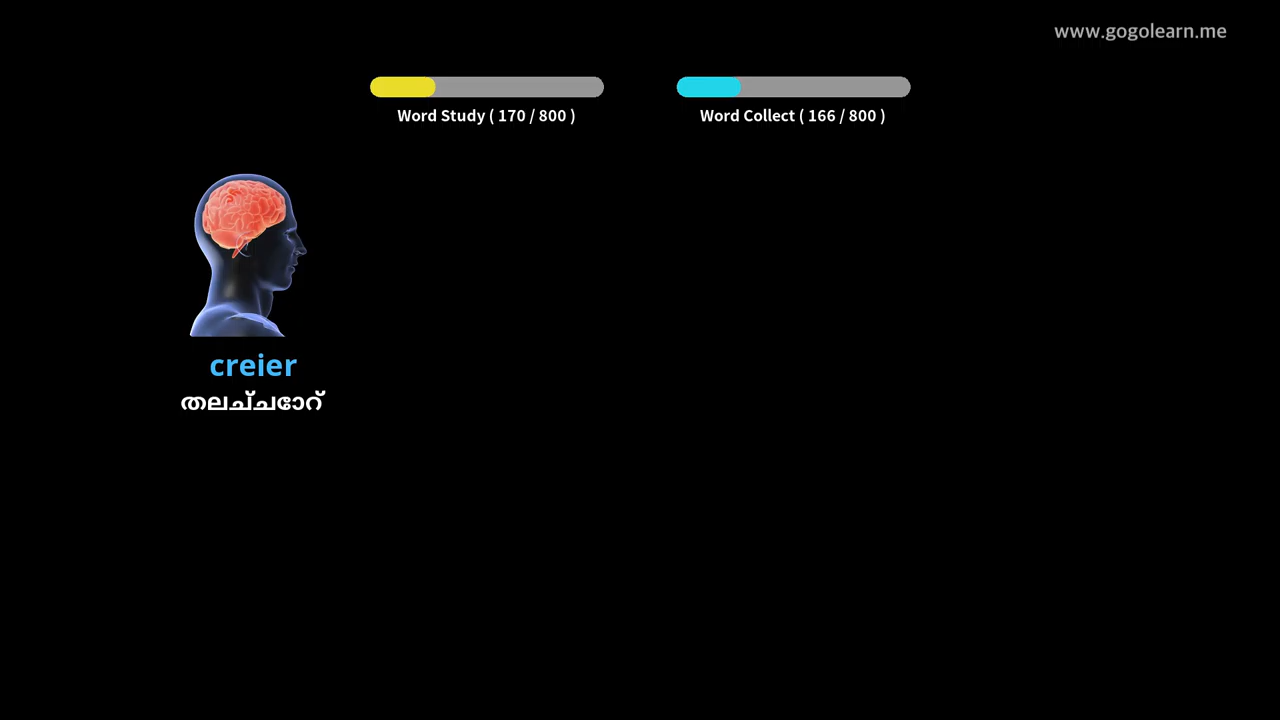 www.gogolearn.me
Word Study ( 170 / 800 )
Word Collect ( 166 / 800 )
creier
തലച്ചോറ്